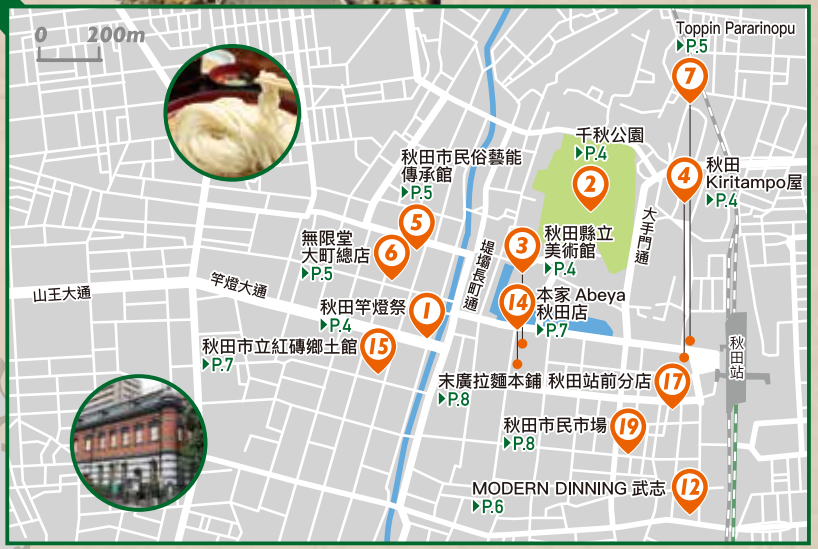 0 200m
Toppin Pararinopu
P.5
7
千秋公園
P.4
2
秋田
Kiritampo屋
P.4
4
秋田市民俗藝能
傳承館
P.5
5
無限堂
大町總店
P.5
6
秋田縣立
美術館
P.4
3
大手門通
堤壩長町通
山王大通
竿燈大通
秋田竿燈祭
P.4
1
本家 Abeya
秋田店
P.7
14
秋田市立紅磚鄉土館
P.7
15
秋田站
末廣拉麵本鋪 秋田站前分店
P.8
17
秋田市民市場
P.8
19
MODERN DINNING 武志
P.6
12